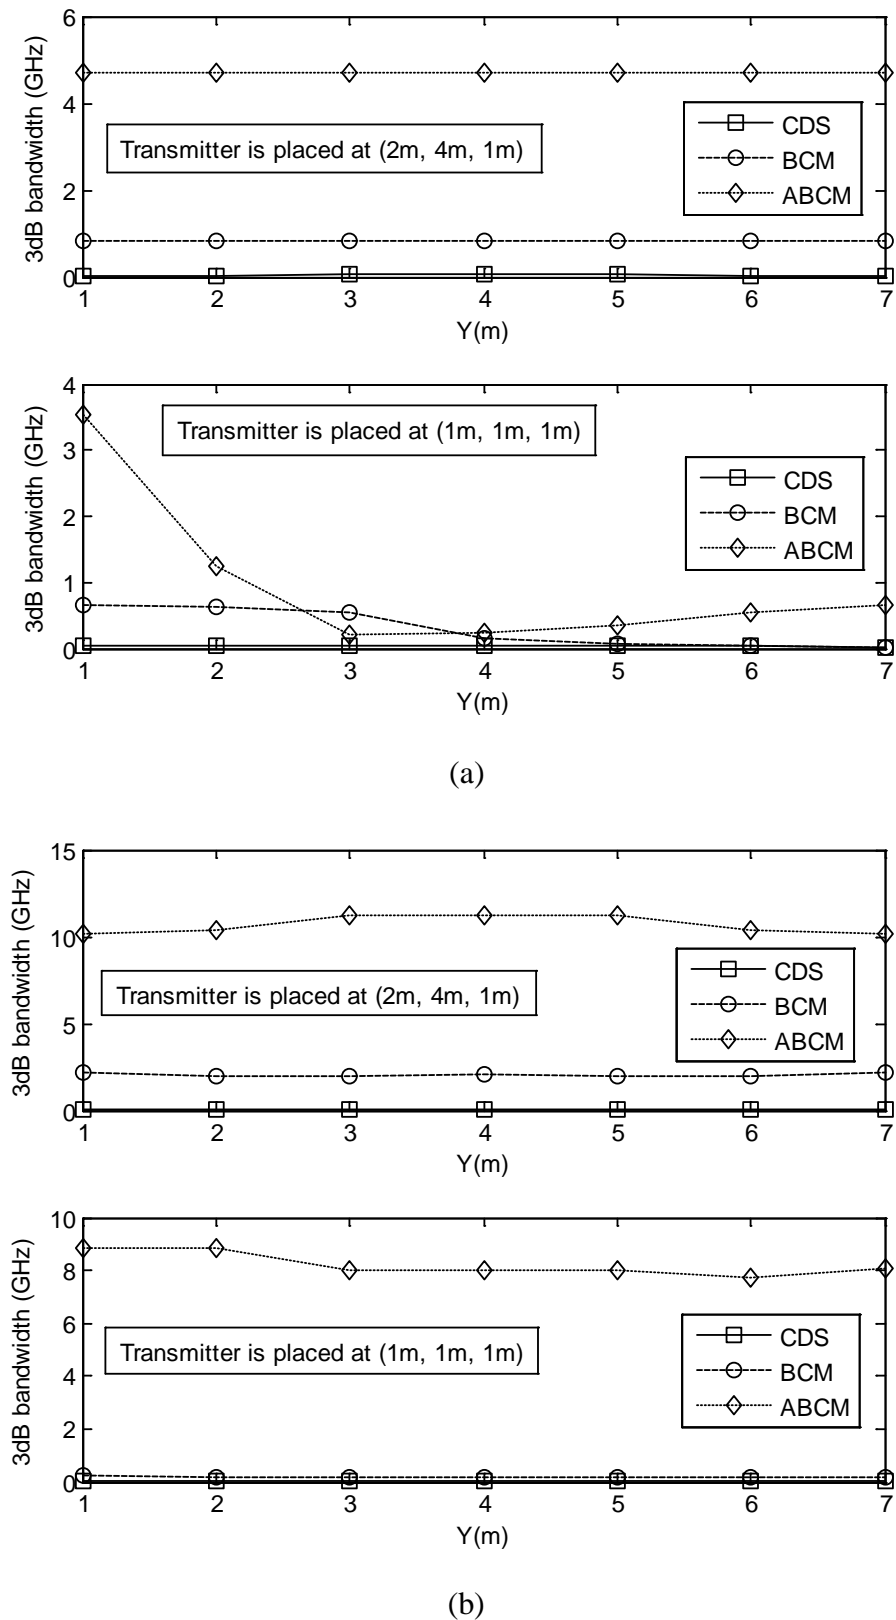 6
4
2
0
3dB bandwidth (GHz)
Transmitter is placed at (2m, 4m, 1m)
CDS
BCM
ABCM
1 2 3 4 5 6 7
Y(m)
4
3
2
1
0
3dB bandwidth (GHz)
Transmitter is placed at (1m, 1m, 1m)
CDS
BCM
ABCM
1 2 3 4 5 6 7
Y(m)
(a)
15
10
5
0
3dB bandwidth (GHz)
Transmitter is placed at (2m, 4m, 1m)
CDS
BCM
ABCM
1 2 3 4 5 6 7
Y(m)
10
8
6
4
2
0
3dB bandwidth (GHz)
Transmitter is placed at (1m, 1m, 1m)
CDS
BCM
ABCM
1 2 3 4 5 6 7
Y(m)
(b)